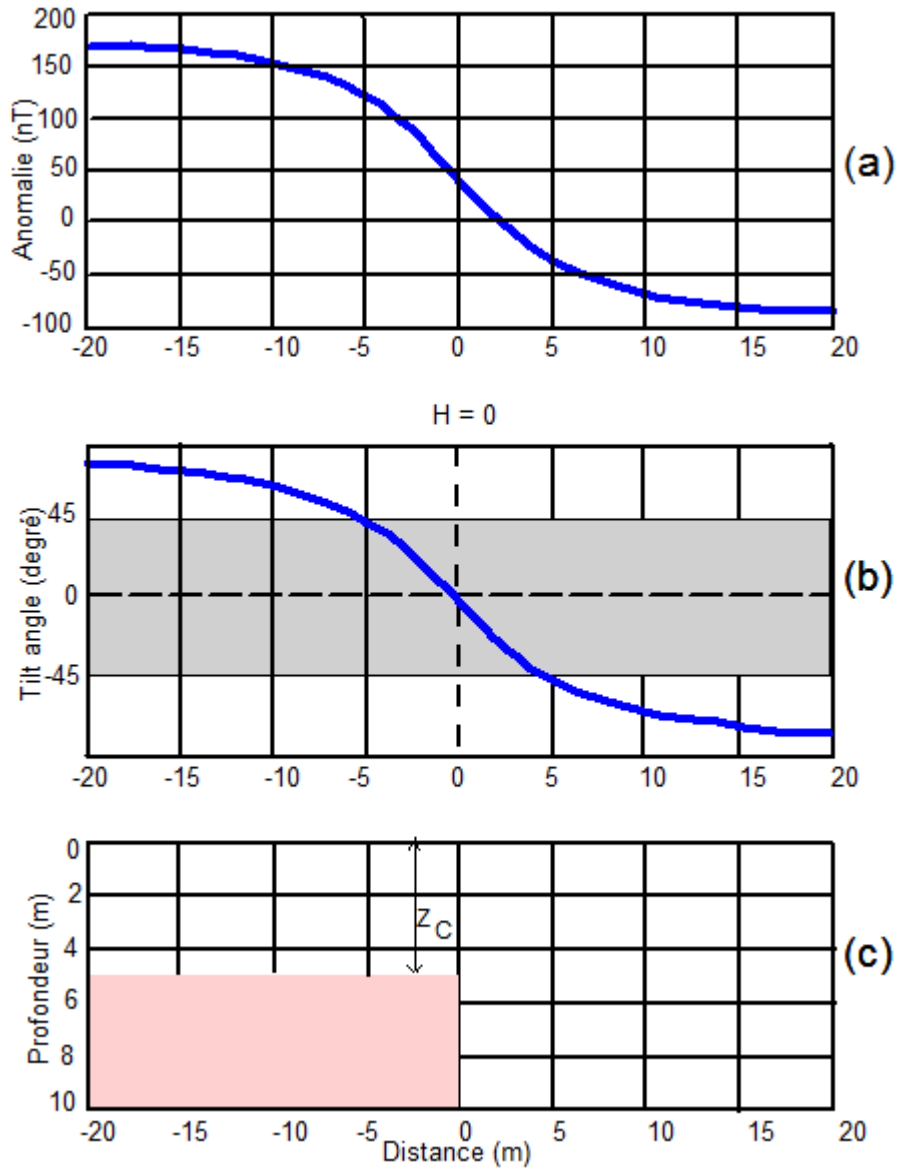 200
150
100
50
0
-50
-100
Anomalie (nT)
(a)
-20 -15 -10 -5 0 5 10 15 20
H = 0
45
0
-45
Tilt angle (degré)
(b)
-20 -15 -10 -5 0 5 10 15 20
0
2
4
6
8
10
Profondeur (m)
Z C
(c)
-20 -15 -10 -5 0 5 10 15 20
Distance (m)